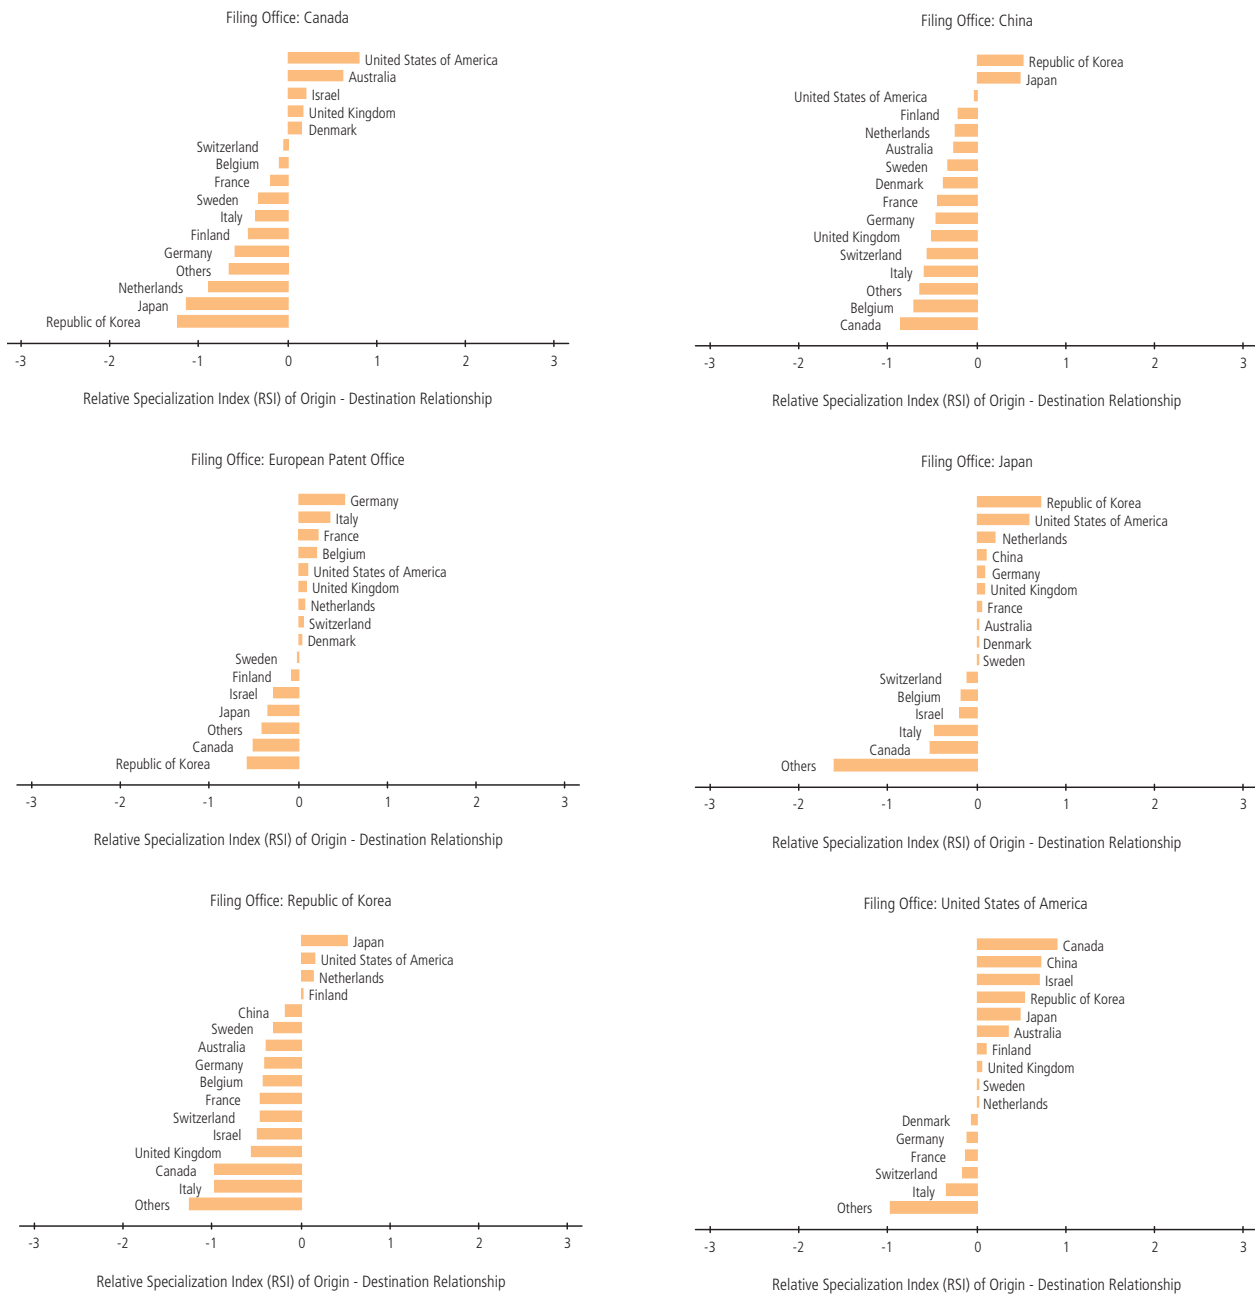 Filing Office: Canada
United States of America
Australia
Israel
United Kingdom
Denmark
Switzerland
Belgium
France
Sweden
Italy
Finland
Germany
Others
Netherlands
Japan
Republic of Korea
-3 -2 -1 0 1 2 3
Relative Specialization Index (RSI) of Origin - Destination Relationship
Filing Office: China
Republic of Korea
Japan
United States of America
Finland
Netherlands
Australia
Sweden
Denmark
France
Germany
United Kingdom
Switzerland
Italy
Others
Belgium
Canada
-3 -2 -1 0 1 2 3
Relative Specialization Index (RSI) of Origin - Destination Relationship
Filing Office: European Patent Office
Germany
Italy
France
Belgium
United States of America
United Kingdom
Netherlands
Switzerland
Denmark
Sweden
Finland
Israel
Japan
Others
Canada
Republic of Korea
-3 -2 -1 0 1 2 3
Relative Specialization Index (RSI) of Origin - Destination Relationship
Filing Office: Japan
Republic of Korea
United States of America
Netherlands
China
Germany
United Kingdom
France
Australia
Denmark
Sweden
Switzerland
Belgium
Israel
Italy
Canada
Others
-3 -2 -1 0 1 2 3
Relative Specialization Index (RSI) of Origin - Destination Relationship
Filing Office: Republic of Korea
Japan
United States of America
Netherlands
Finland
China
Sweden
Australia
Germany
Belgium
France
Switzerland
Israel
United Kingdom
Canada
Italy
Others
-3 -2 -1 0 1 2 3
Relative Specialization Index (RSI) of Origin - Destination Relationship
Filing Office: United States of America
Canada
China
Israel
Republic of Korea
Japan
Australia
Finland
United Kingdom
Sweden
Netherlands
Denmark
Germany
France
Switzerland
Italy
Others
-3 -2 -1 0 1 2 3
Relative Specialization Index (RSI) of Origin - Destination Relationship